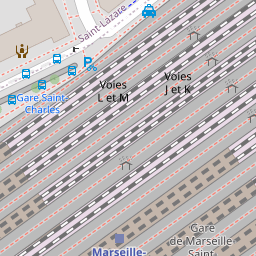 Saint-Lazare
P
Voies
L et M
Voies
J et K
Gare Saint-
Charles
Gare
de Marseille
Saint
Marseille-